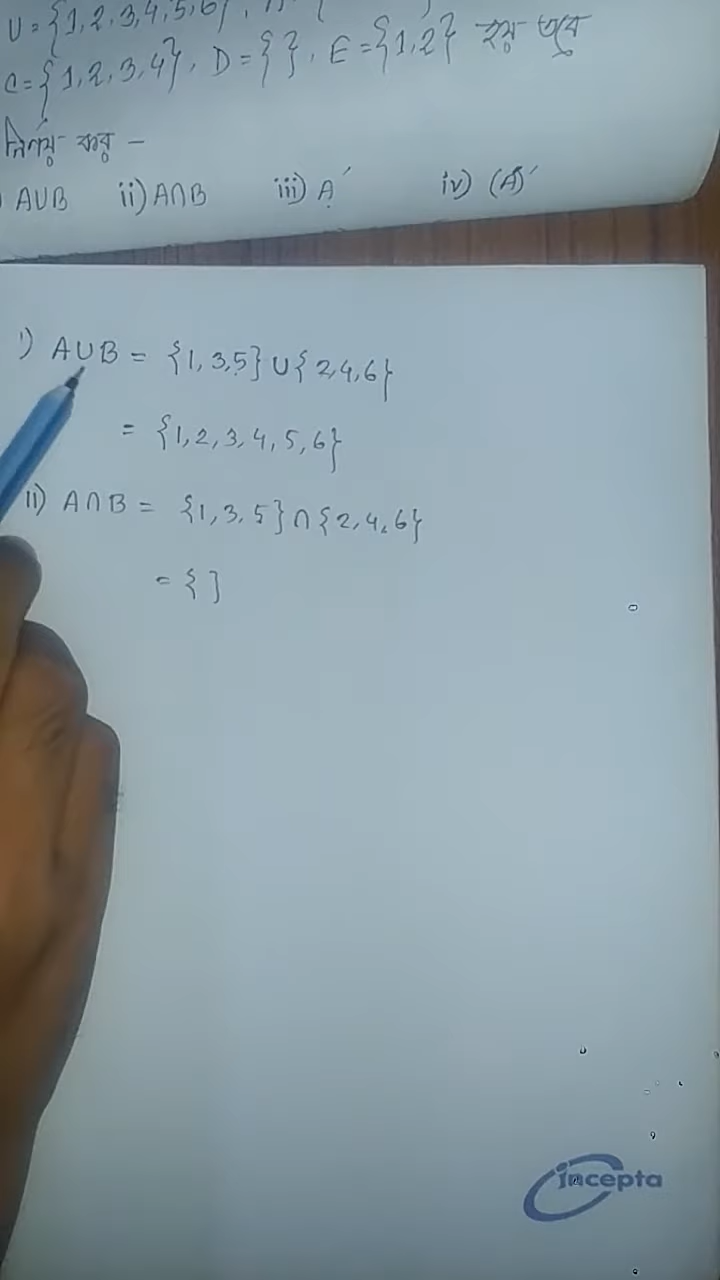 U = {1, 2, 3, 4, 5, 6}
C = {1, 2, 3, 4}, D = { }, E = {1, 2} হয় তবে
নির্ণয় কর –
AUB ii) A∩B iii) A′ iv) (A′)′
i) AUB = {1, 3, 5} U {2, 4, 6}
= {1, 2, 3, 4, 5, 6}
ii) A∩B = {1, 3, 5} ∩ {2, 4, 6}
= { }
incepta